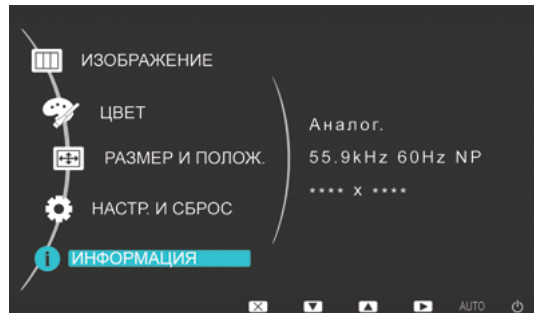 ИЗОБРАЖЕНИЕ
ЦВЕТ
РАЗМЕР И ПОЛОЖ.
НАСТР. И СБРОС
ИНФОРМАЦИЯ
Аналог.
55.9kHz 60Hz NP
**** X ****
AUTO